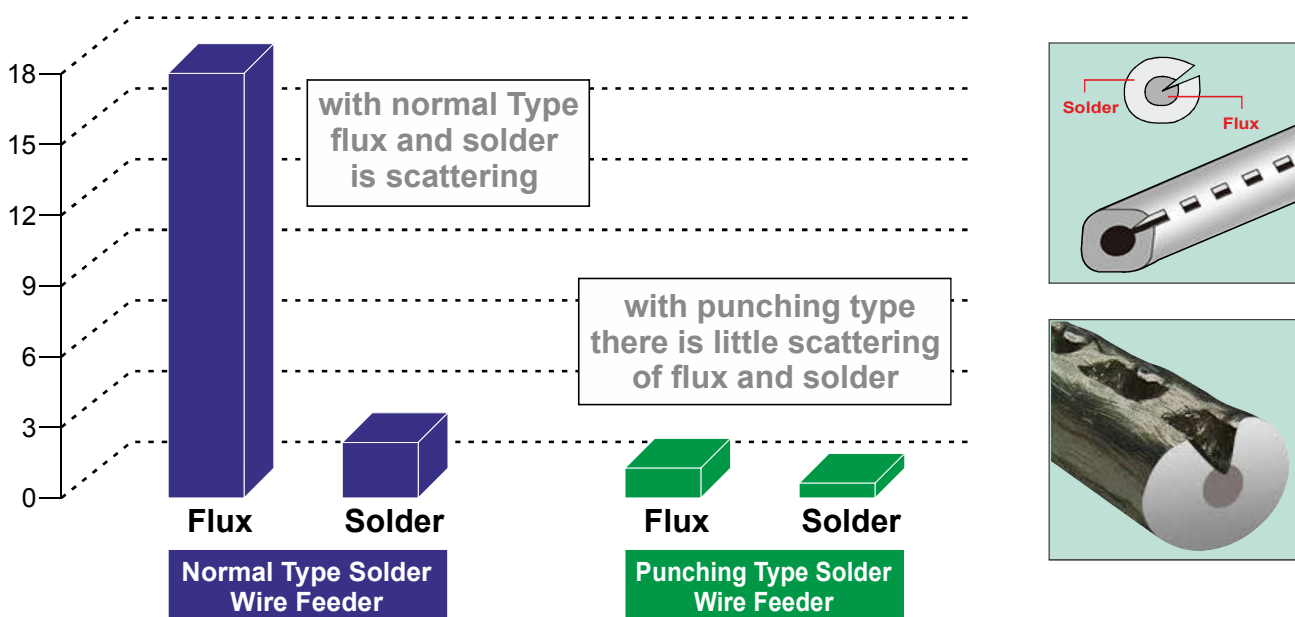 18
15
12
9
6
3
0
with normal Type
flux and solder
is scattering
with punching type
there is little scattering
of flux and solder
Flux
Solder
Flux
Solder
Normal Type Solder
Wire Feeder
Punching Type Solder
Wire Feeder
Solder
Flux